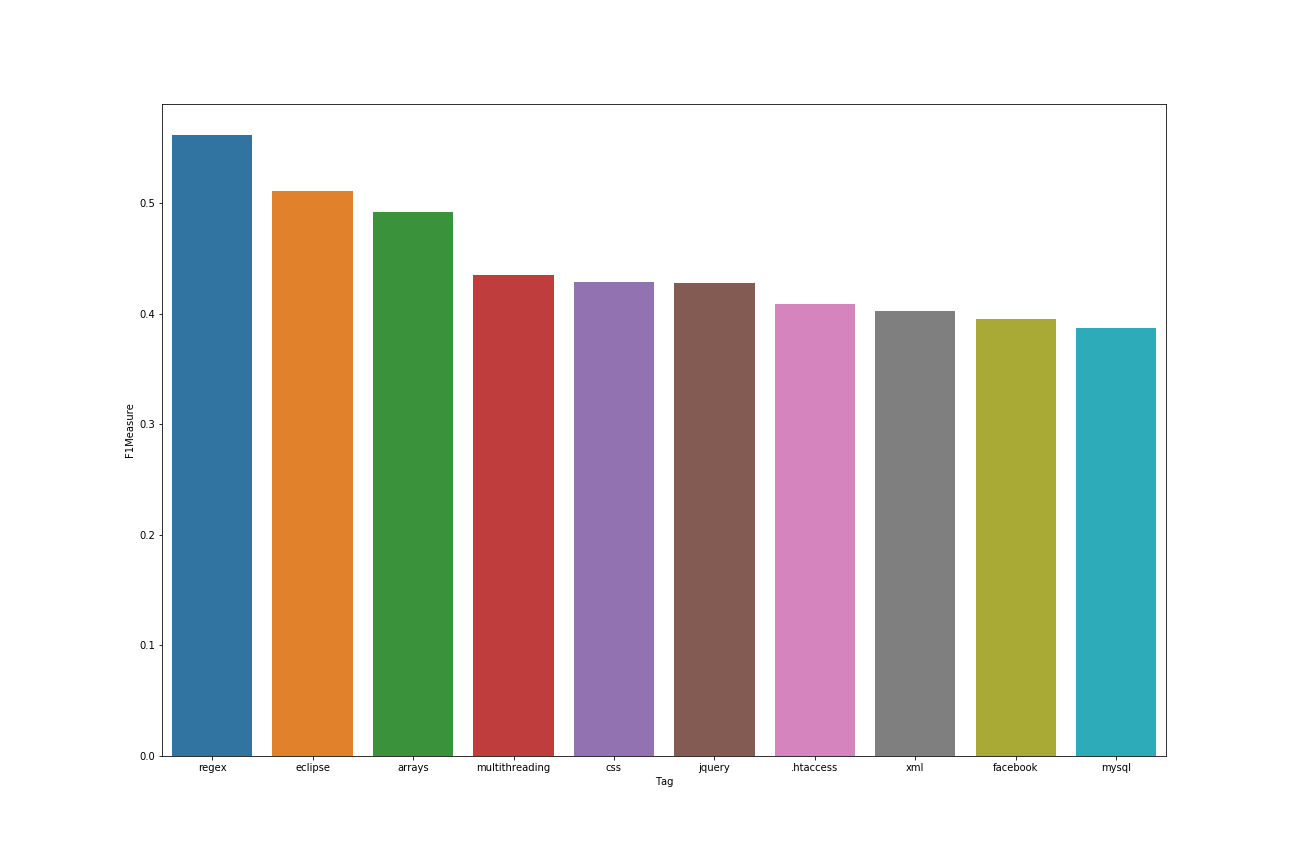 0.5
0.4
0.3
0.2
0.1
0.0
F1Measure
regex eclipse arrays multithreading css jquery .htaccess xml facebook mysql
Tag